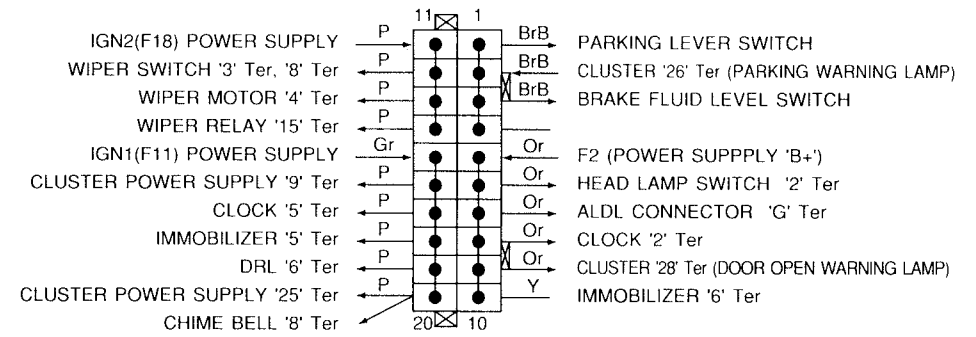 11 1
IGN2(F18) POWER SUPPLY P BrB PARKING LEVER SWITCH
WIPER SWITCH '3' Ter, '8' Ter P BrB CLUSTER '26' Ter (PARKING WARNING LAMP)
WIPER MOTOR '4' Ter P BrB BRAKE FLUID LEVEL SWITCH
WIPER RELAY '15' Ter P
IGN1(F11) POWER SUPPLY Gr Or F2 (POWER SUPPPLY 'B+')
CLUSTER POWER SUPPLY '9' Ter P Or HEAD LAMP SWITCH '2' Ter
CLOCK '5' Ter P Or ALDL CONNECTOR 'G' Ter
IMMOBILIZER '5' Ter P Or CLOCK '2' Ter
DRL '6' Ter P Or CLUSTER '28' Ter (DOOR OPEN WARNING LAMP)
CLUSTER POWER SUPPLY '25' Ter P Y IMMOBILIZER '6' Ter
CHIME BELL '8' Ter 20 10